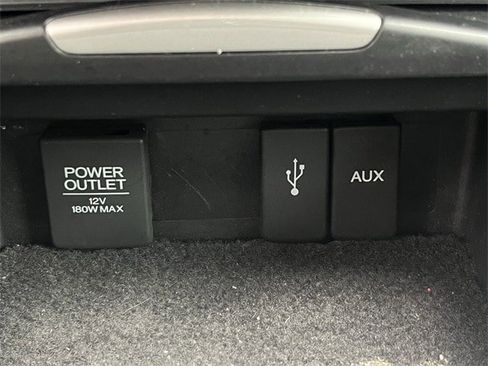 POWER
OUTLET
12V
180W MAX
AUX